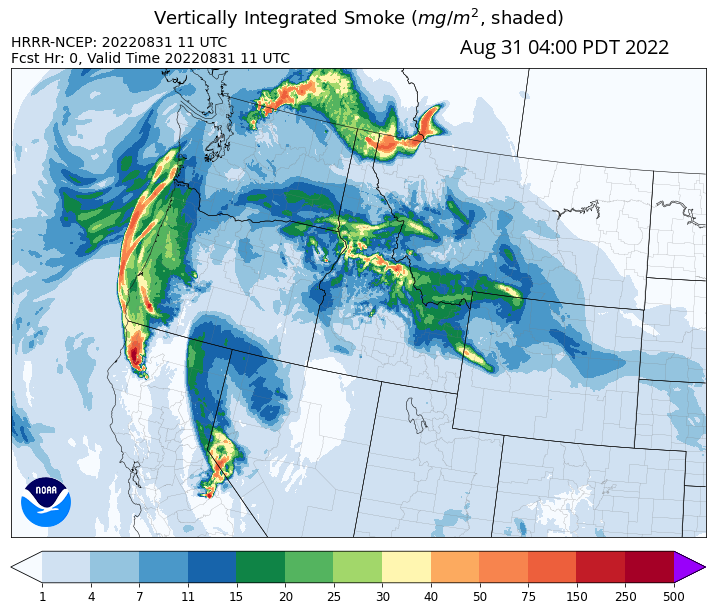 Vertically Integrated Smoke (mg/m², shaded)
HRRR-NCEP: 20220831 11 UTC
Aug 31 04:00 PDT 2022
Fcst Hr: 0, Valid Time 20220831 11 UTC
NOAA
1 4 7 11 15 20 25 30 40 50 75 150 250 500